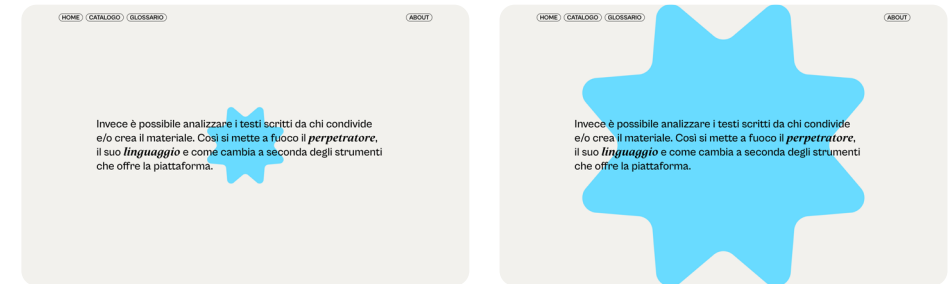 HOME CATALOGO GLOSSARIO ABOUT
Invece è possibile analizzare i testi scritti da chi condivide
e/o crea il materiale. Così si mette a fuoco il perpetratore,
il suo linguaggio e come cambia a seconda degli strumenti
che offre la piattaforma.
HOME CATALOGO GLOSSARIO ABOUT
Invece è possibile analizzare i testi scritti da chi condivide
e/o crea il materiale. Così si mette a fuoco il perpetratore,
il suo linguaggio e come cambia a seconda degli strumenti
che offre la piattaforma.